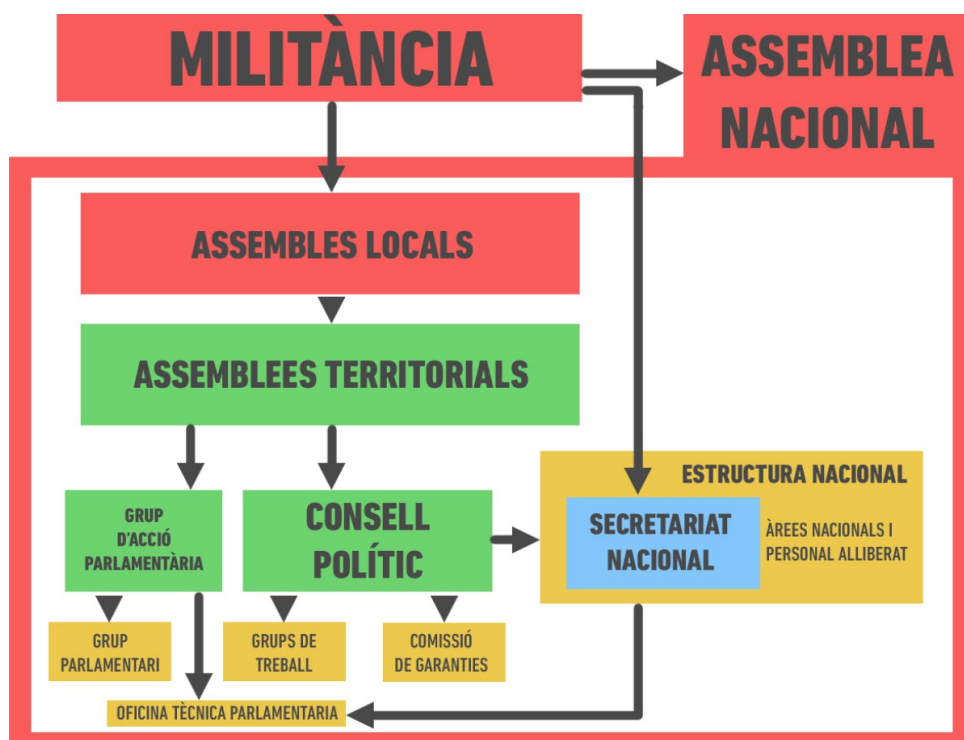 MILITÀNCIA
ASSEMBLEA
NACIONAL
ASSEMBLES LOCALS
ASSEMBLEES TERRITORIALS
GRUP
D'ACCIÓ
PARLAMENTÀRIA
CONSELL
POLÍTIC
ESTRUCTURA NACIONAL
SECRETARIAT
NACIONAL
ÀREES NACIONALS I
PERSONAL ALLIBERAT
GRUP
PARLAMENTARI
GRUPS DE
TREBALL
COMISSIÓ
DE GARANTIES
OFICINA TÈCNICA PARLAMENTARIA